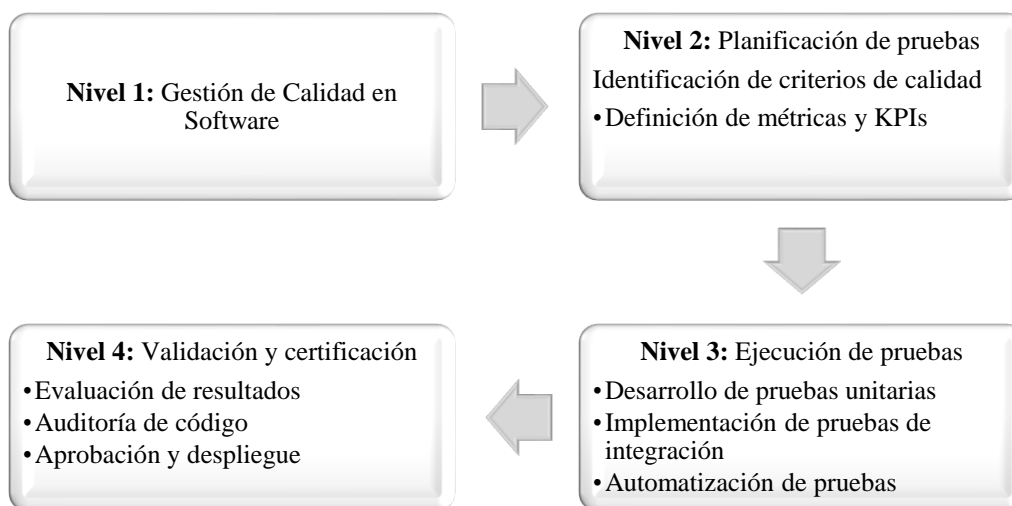 Nivel 1: Gestión de Calidad en
Software
Nivel 2: Planificación de pruebas
Identificación de criterios de calidad
•Definición de métricas y KPIs
Nivel 3: Ejecución de pruebas
•Desarrollo de pruebas unitarias
•Implementación de pruebas de
integración
•Automatización de pruebas
Nivel 4: Validación y certificación
•Evaluación de resultados
•Auditoría de código
•Aprobación y despliegue